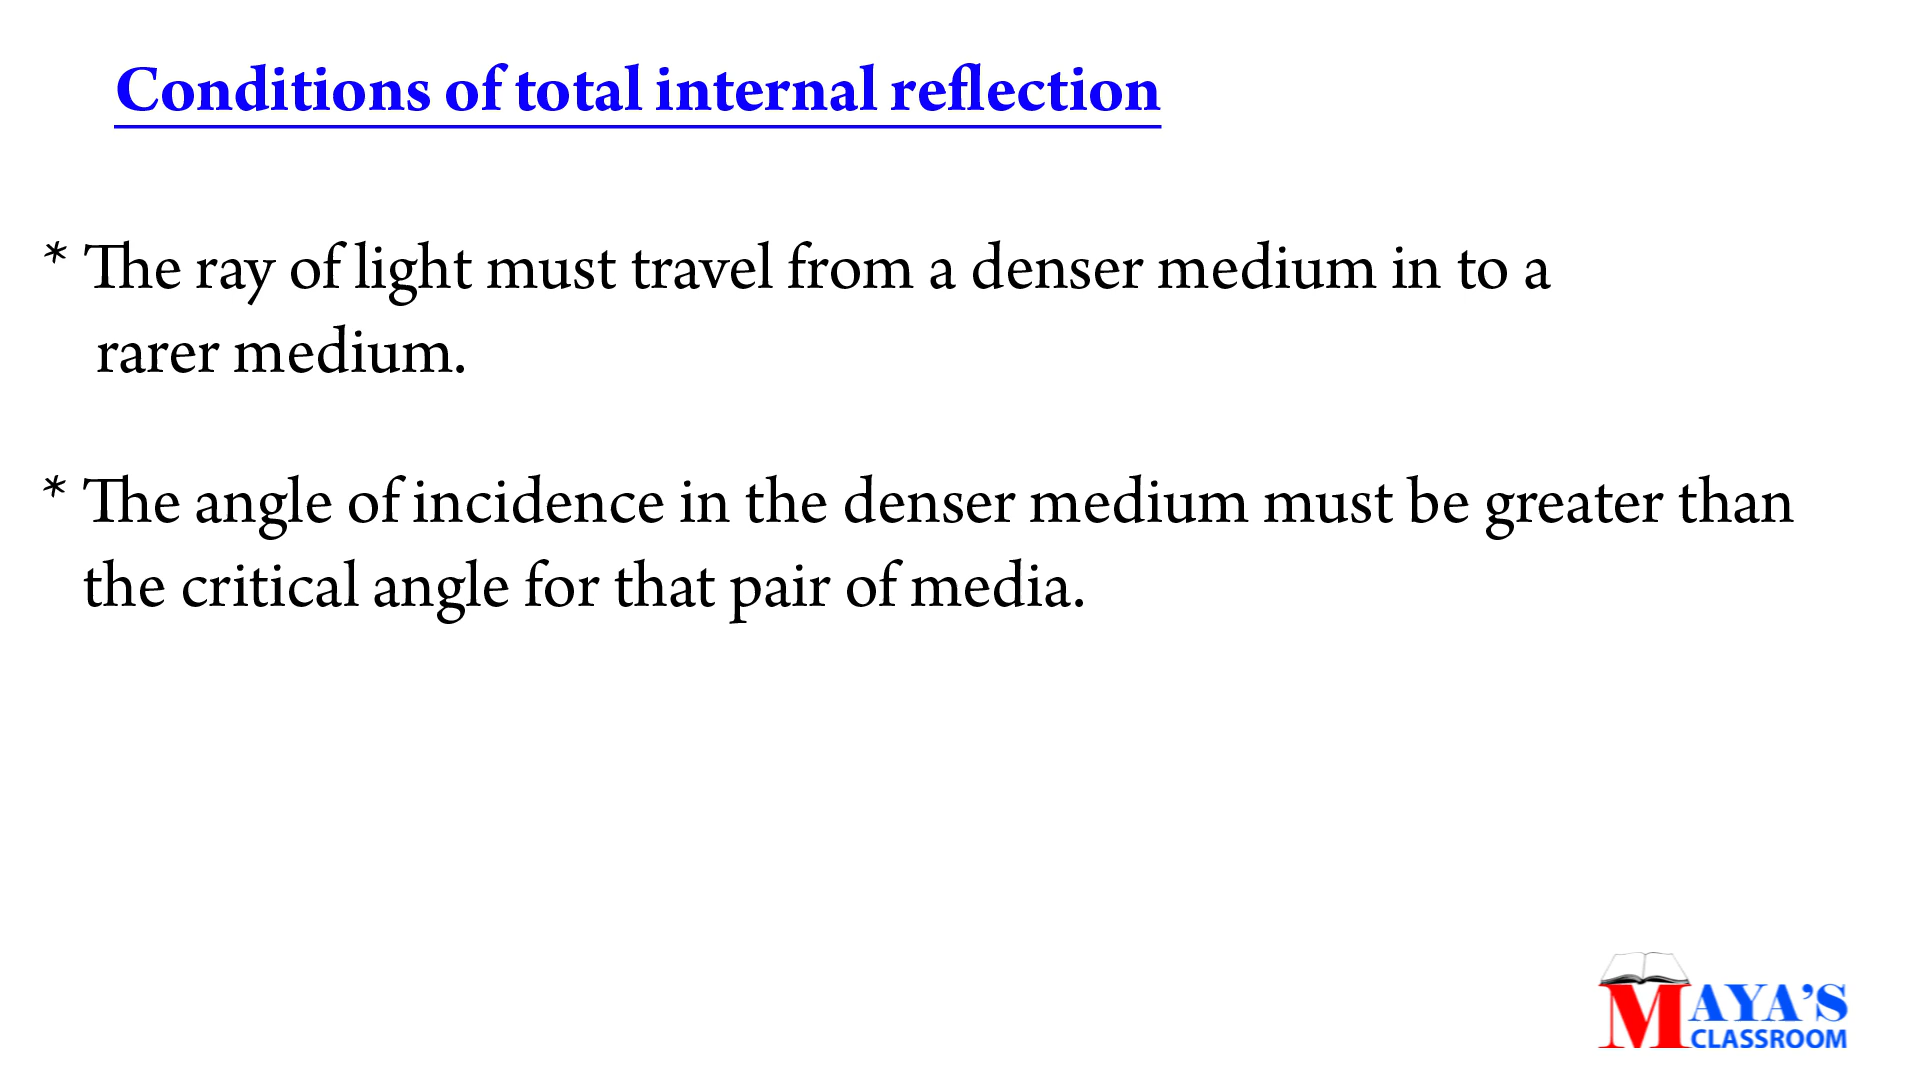 Conditions of total internal reflection
* The ray of light must travel from a denser medium in to a
rarer medium.
* The angle of incidence in the denser medium must be greater than
the critical angle for that pair of media.
MAYA'S
CLASSROOM